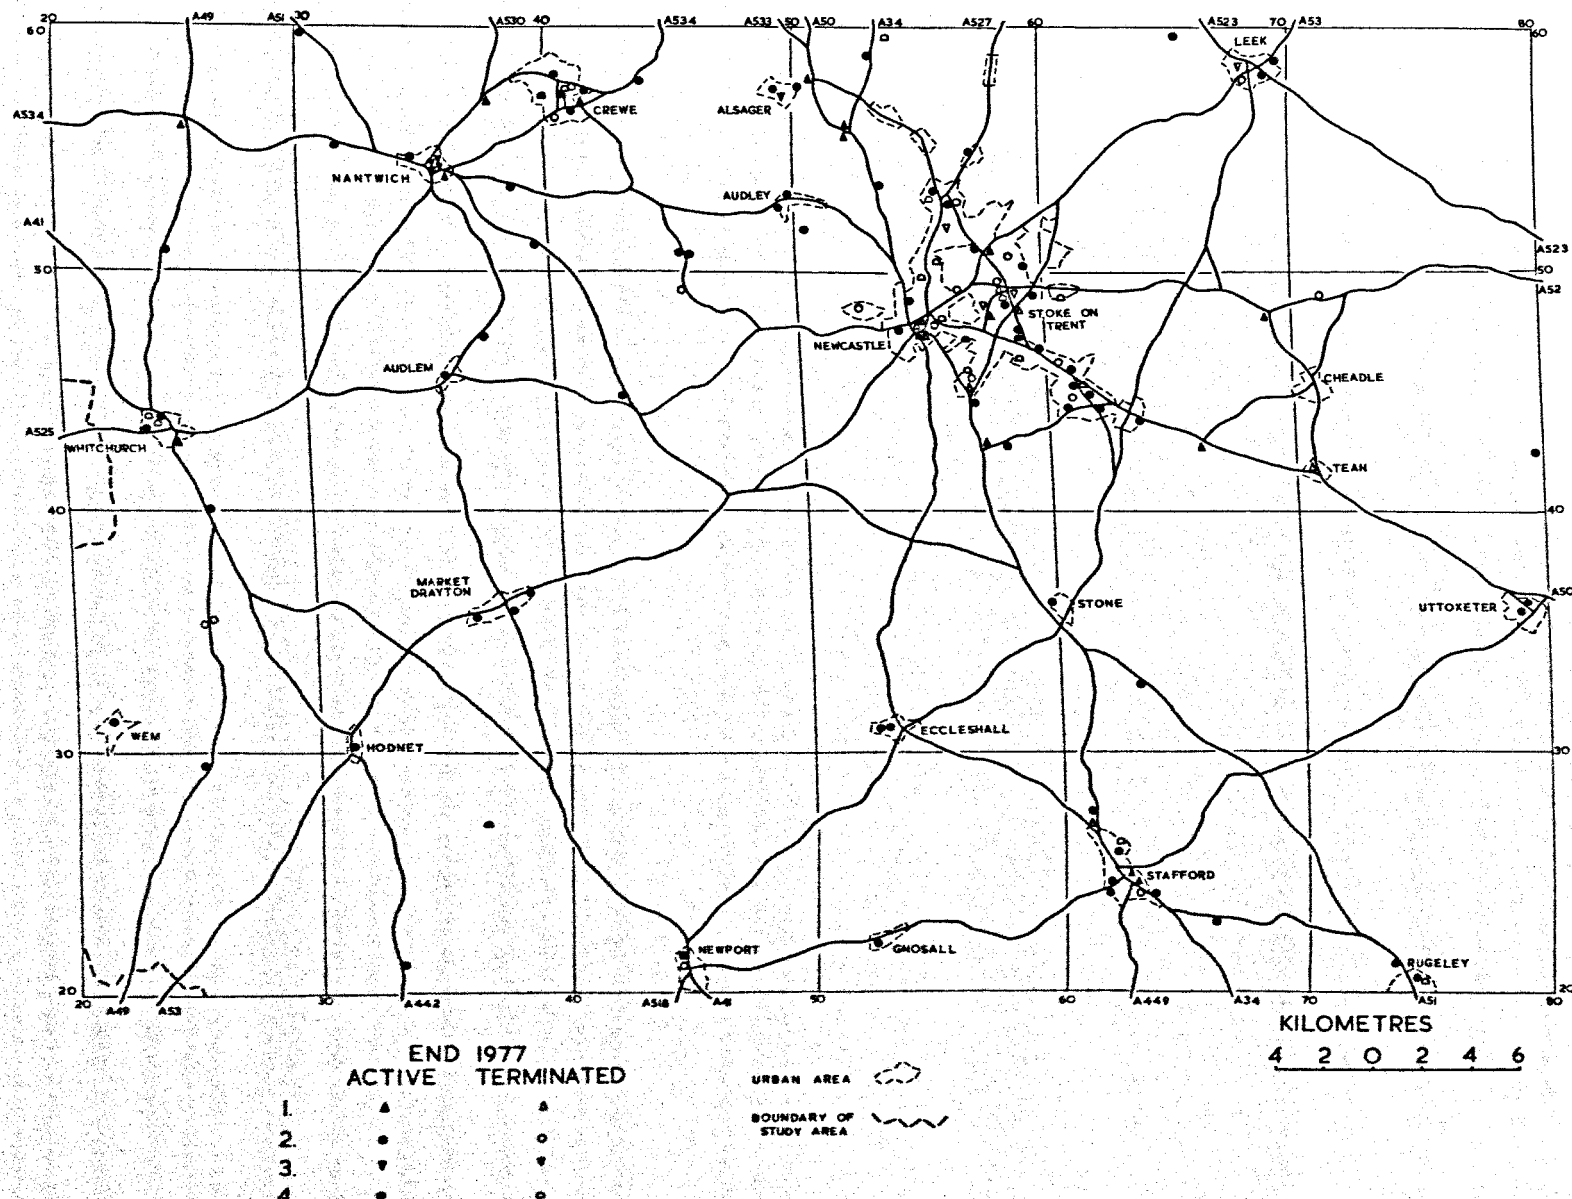 20 A49 A51 30 A530 40 A534 A533 50 A50 A34 A527 60 A523 70 A53 80
60 60
LEEK
A534
CREWE
ALSAGER
NANTWICH
AUDLEY
A41
A523
50 50
A52
STOKE ON
TRENT
NEWCASTLE
AUDLEM
CHEADLE
A525
WHITCHURCH
TEAN
40 40
MARKET
DRAYTON
STONE
UTTOXETER
A50
WEM
HODNET
ECCLESHALL
30 30
STAFFORD
NEWPORT
GNOSALL
RUGELEY
20 20
20 30 40 50 60 70 80
A49 A53 A442 A518 A41 A449 A34 A51
KILOMETRES
4 2 0 2 4 6
END 1977
ACTIVE TERMINATED
URBAN AREA
BOUNDARY OF
STUDY AREA
1.
2.
3.
4.